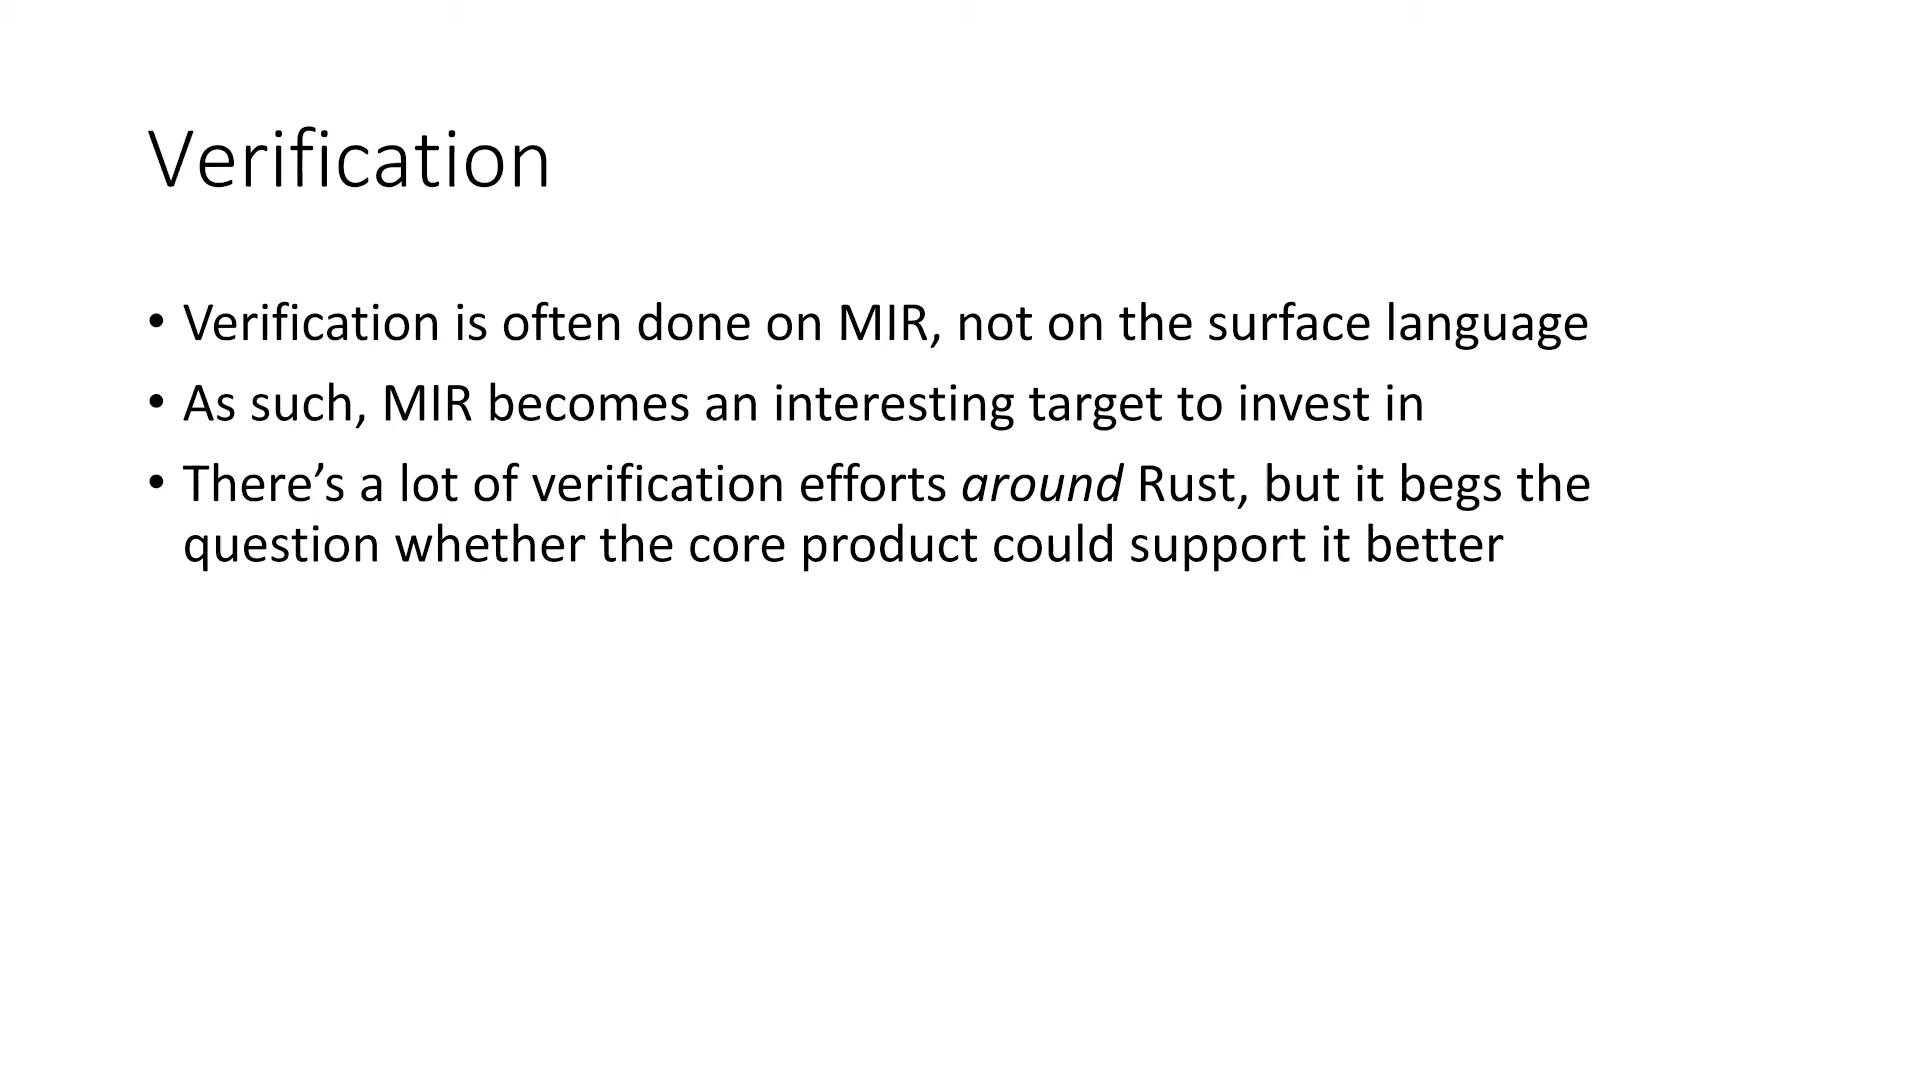 Verification
• Verification is often done on MIR, not on the surface language
• As such, MIR becomes an interesting target to invest in
• There’s a lot of verification efforts around Rust, but it begs the
question whether the core product could support it better